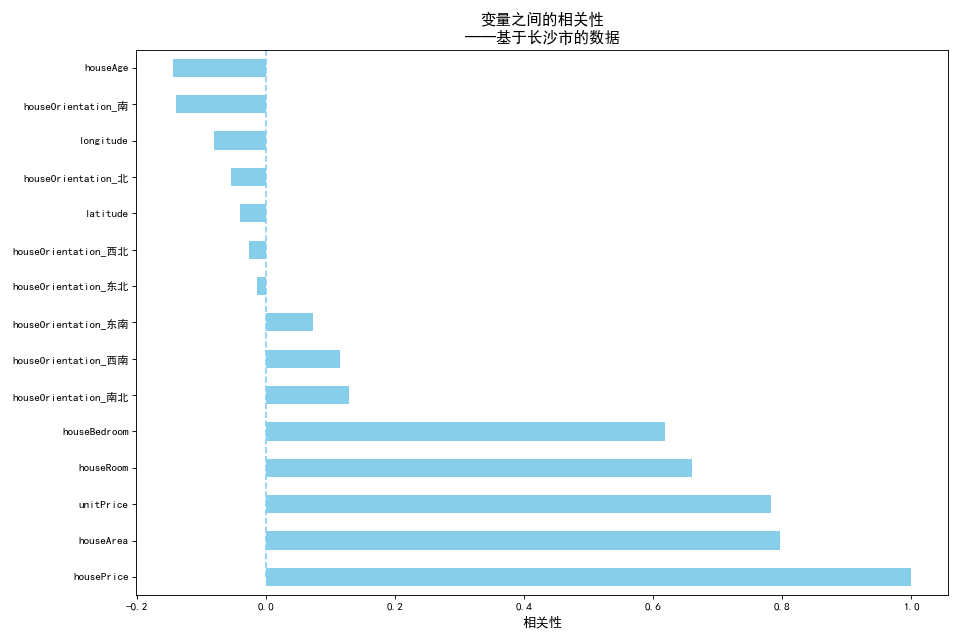 变量之间的相关性
——基于长沙市的数据
houseAge
houseOrientation_南
longitude
houseOrientation_北
latitude
houseOrientation_西北
houseOrientation_东北
houseOrientation_东南
houseOrientation_西南
houseOrientation_南北
houseBedroom
houseRoom
unitPrice
houseArea
housePrice
-0.2 0.0 0.2 0.4 0.6 0.8 1.0
相关性